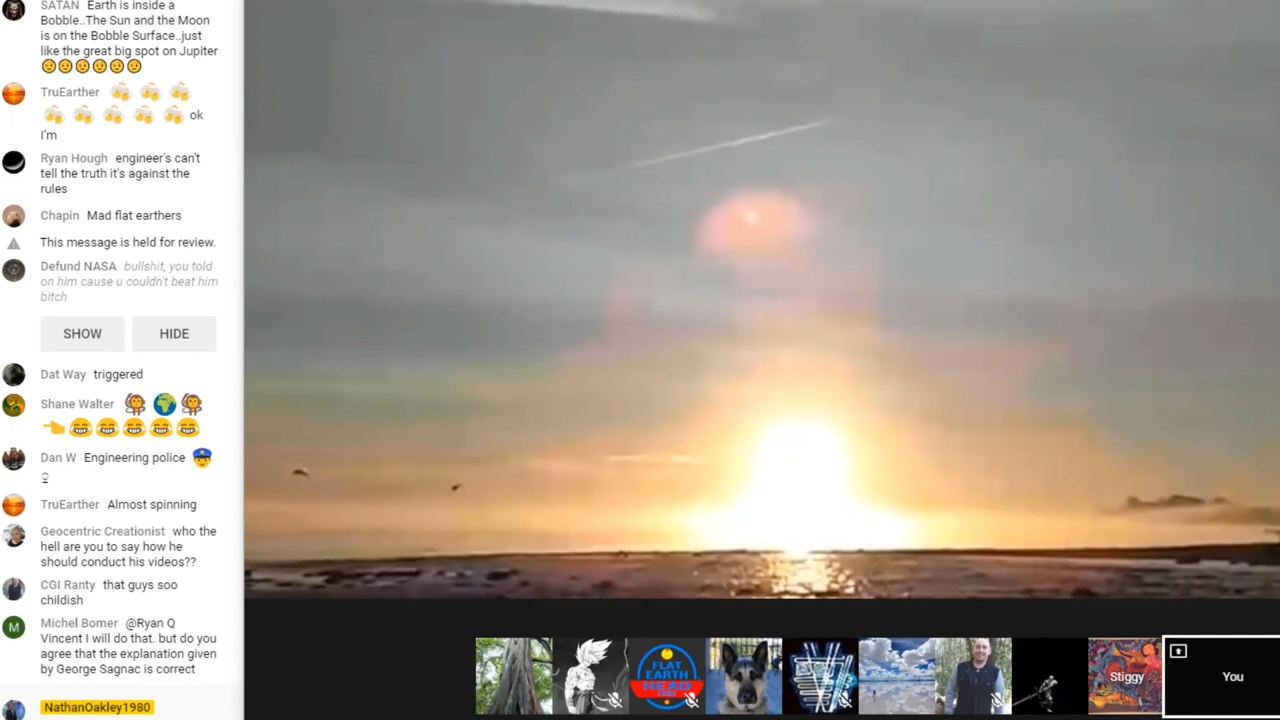 SATAN Earth is inside a
Bobble..The Sun and the Moon
is on the Bobble Surface..just
like the great big spot on Jupiter
TruEarther
ok
I'm
Ryan Hough engineer's can't
tell the truth it's against the
rules
Chapin Mad flat earthers
This message is held for review.
Defund NASA bullshit, you told
on him cause u couldn't beat him
bitch
SHOW HIDE
Dat Way triggered
Shane Walter
Dan W Engineering police
TruEarther Almost spinning
Geocentric Creationist who the
hell are you to say how he
should conduct his videos??
CGI Ranty that guys soo
childish
M
Michel Bomer @Ryan Q
Vincent I will do that. but do you
agree that the explanation given
by George Sagnac is correct
NathanOakley1980
FLAT
EARTH
HEAD
Stiggy
You